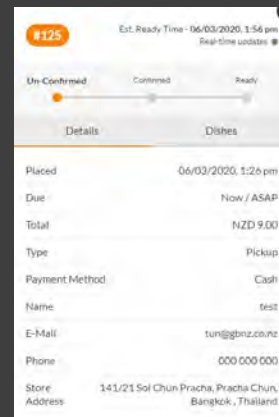 #125
Est. Ready Time - 06/03/2020, 1:56 pm
Real-time updates
Un-Confirmed Confirmed Ready
Details Dishes
Placed 06/03/2020, 1:26 pm
Due Now / ASAP
Total NZD 9.00
Type Pickup
Payment Method Cash
Name test
E-Mail tun@gbnz.co.nz
Phone 000 000 000
Store 141/21 Soi Chun Pracha, Pracha Chun,
Address Bangkok , Thailand